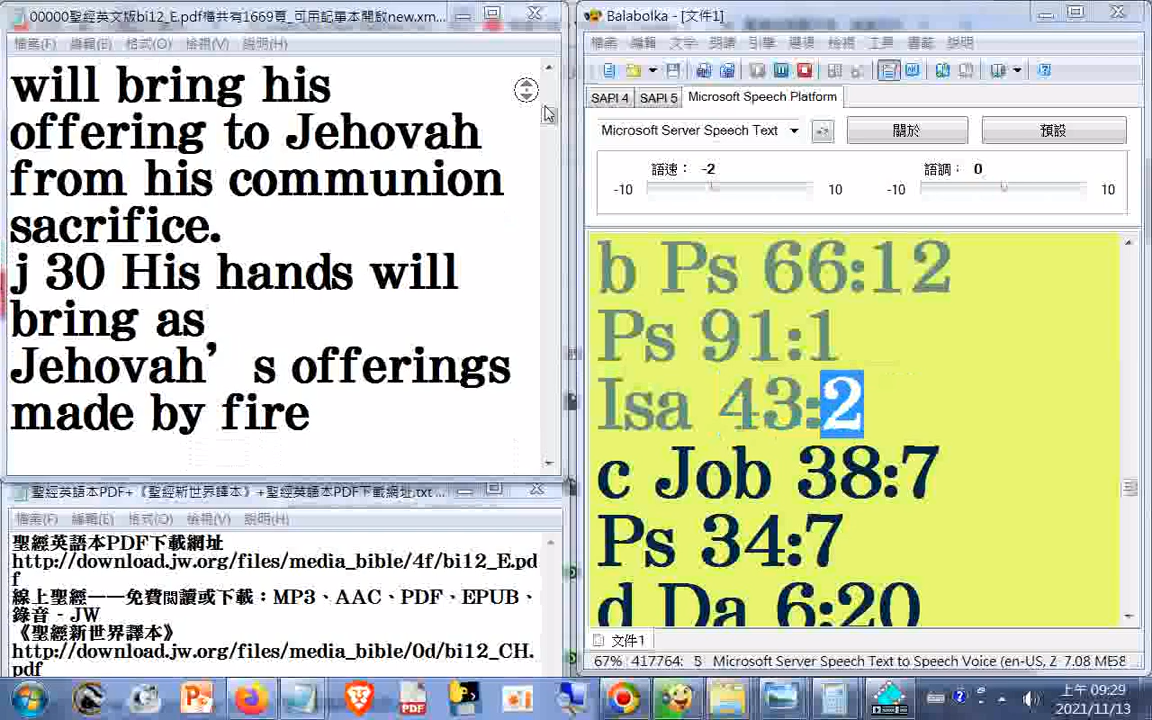 00000聖經英文版bi12_E.pdf檔共有1669頁_可用記事本開啟new.xm...
檔案(F) 編輯(E) 格式(O) 檢視(V) 說明(H)
will bring his
offering to Jehovah
from his communion
sacrifice.
j 30 His hands will
bring as
Jehovah’s offerings
made by fire
聖經英語本PDF+《聖經新世界譯本》+聖經英語本PDF下載網址.txt ...
檔案(F) 編輯(E) 格式(O) 檢視(V) 說明(H)
聖經英語本PDF下載網址
http://download.jw.org/files/media_bible/4f/bi12_E.pd
f
線上聖經──免費閱讀或下載：MP3、AAC、PDF、EPUB、
錄音 - JW
《聖經新世界譯本》
http://download.jw.org/files/media_bible/0d/bi12_CH.
pdf
Balabolka - [文件1]
檔案 編輯 文字 朗讀 引擎 選項 檢視 工具 書籤 說明
SAPI 4 SAPI 5 Microsoft Speech Platform
Microsoft Server Speech Text 關於 預設
語速： -2 語調： 0
-10 10 -10 10
b Ps 66:12
Ps 91:1
Isa 43:2
c Job 38:7
Ps 34:7
d Da 6:20
文件1
67% 417764: 5 Microsoft Server Speech Text to Speech Voice (en-US, Z 7.08 ME58
上午 09:29
2021/11/13